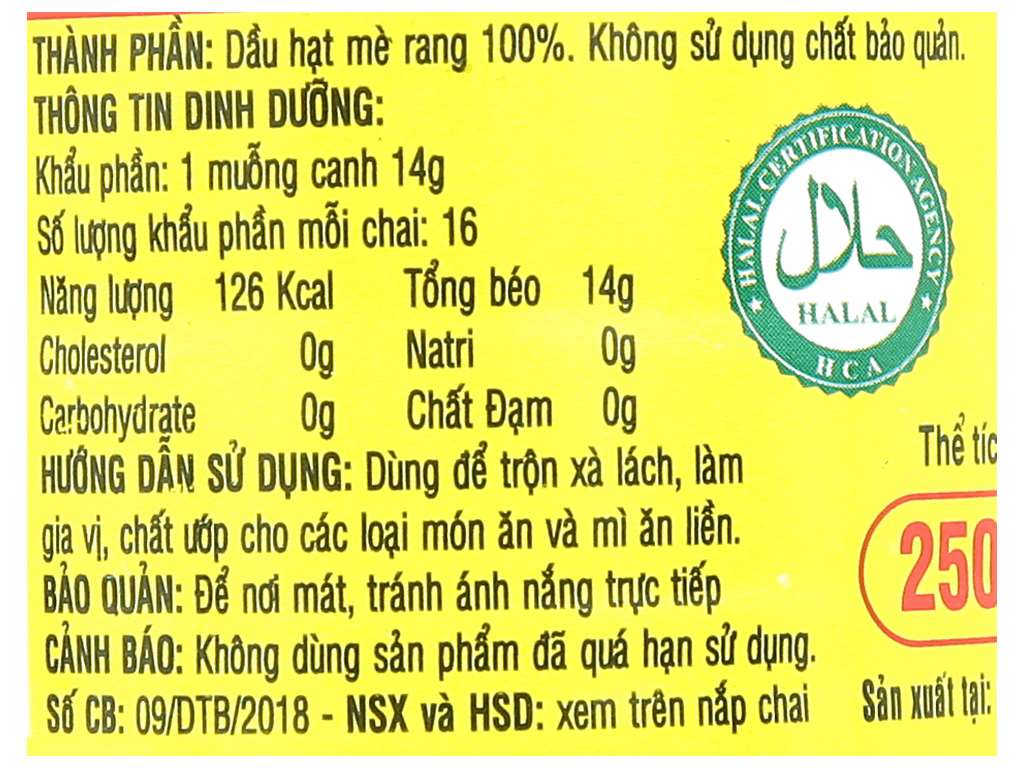 THÀNH PHẦN: Dầu hạt mè rang 100%. Không sử dụng chất bảo quản.
THÔNG TIN DINH DƯỠNG:
Khẩu phần: 1 muỗng canh 14g
Số lượng khẩu phần mỗi chai: 16
Năng lượng 126 Kcal Tổng béo 14g
Cholesterol 0g Natri 0g
Carbohydrate 0g Chất Đạm 0g
HƯỚNG DẪN SỬ DỤNG: Dùng để trộn xà lách, làm
gia vị, chất ướp cho các loại món ăn và mì ăn liền.
BẢO QUẢN: Để nơi mát, tránh ánh nắng trực tiếp
CẢNH BÁO: Không dùng sản phẩm đã quá hạn sử dụng.
Số CB: 09/DTB/2018 - NSX và HSD: xem trên nắp chai
HALAL CERTIFICATION AGENCY
حلال
HALAL
HCA
Thể
250
Sản xuất tại: